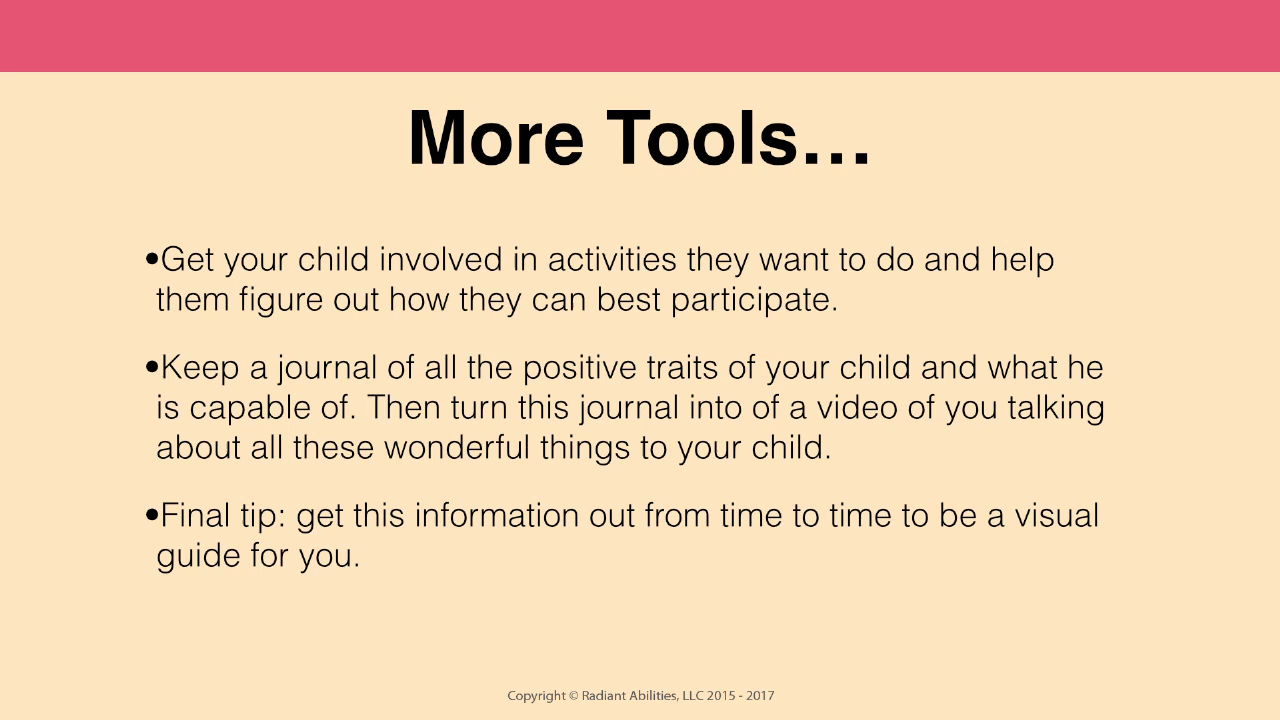 More Tools…
•Get your child involved in activities they want to do and help
them figure out how they can best participate.
•Keep a journal of all the positive traits of your child and what he
is capable of. Then turn this journal into of a video of you talking
about all these wonderful things to your child.
•Final tip: get this information out from time to time to be a visual
guide for you.
Copyright © Radiant Abilities, LLC 2015 - 2017